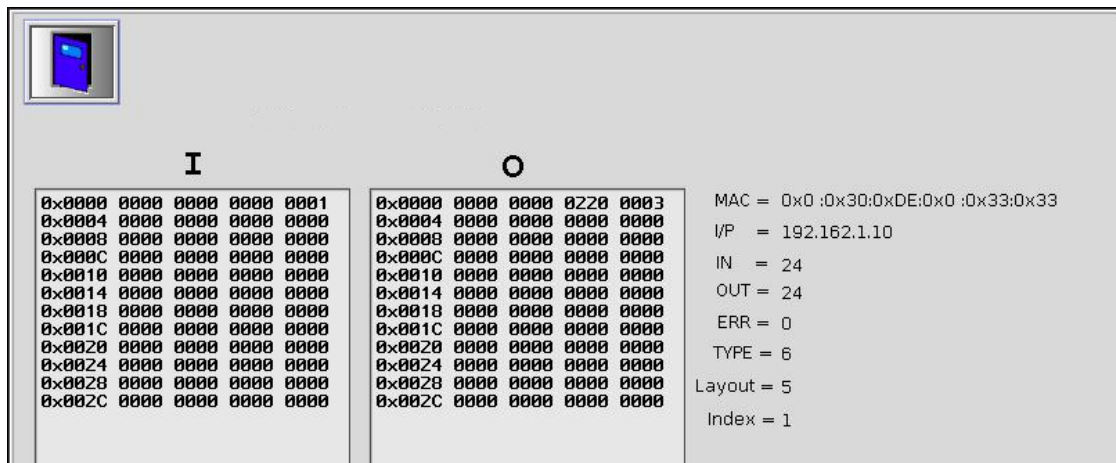 I
0x0000 0000 0000 0000 0001
0x0004 0000 0000 0000 0000
0x0008 0000 0000 0000 0000
0x000C 0000 0000 0000 0000
0x0010 0000 0000 0000 0000
0x0014 0000 0000 0000 0000
0x0018 0000 0000 0000 0000
0x001C 0000 0000 0000 0000
0x0020 0000 0000 0000 0000
0x0024 0000 0000 0000 0000
0x0028 0000 0000 0000 0000
0x002C 0000 0000 0000 0000
O
0x0000 0000 0000 0220 0003
0x0004 0000 0000 0000 0000
0x0008 0000 0000 0000 0000
0x000C 0000 0000 0000 0000
0x0010 0000 0000 0000 0000
0x0014 0000 0000 0000 0000
0x0018 0000 0000 0000 0000
0x001C 0000 0000 0000 0000
0x0020 0000 0000 0000 0000
0x0024 0000 0000 0000 0000
0x0028 0000 0000 0000 0000
0x002C 0000 0000 0000 0000
MAC = 0x0 :0x30:0xDE:0x0 :0x33:0x33
I/P = 192.162.1.10
IN = 24
OUT = 24
ERR = 0
TYPE = 6
Layout = 5
Index = 1